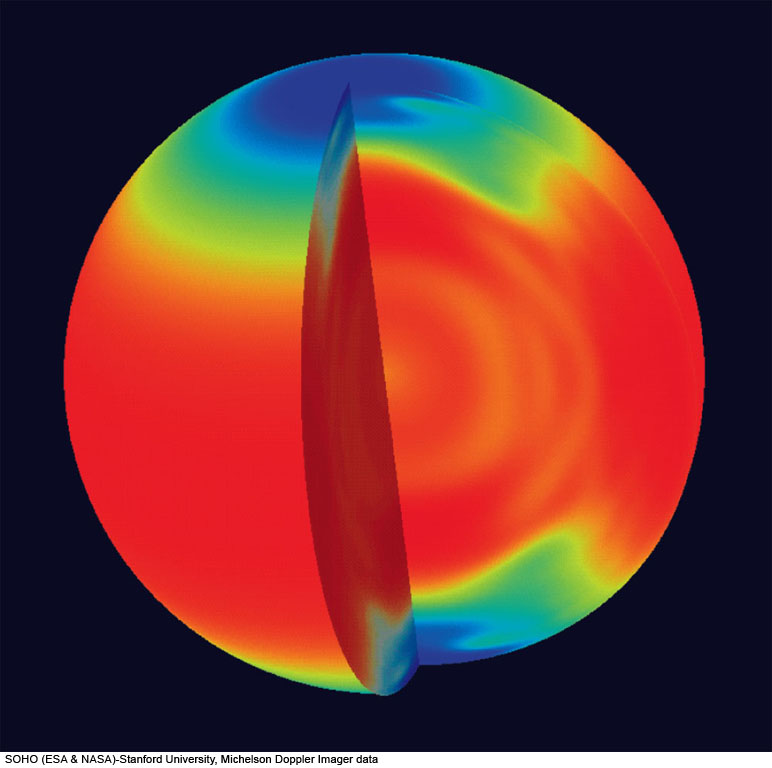 SOHO (ESA & NASA)-Stanford University, Michelson Doppler Imager data